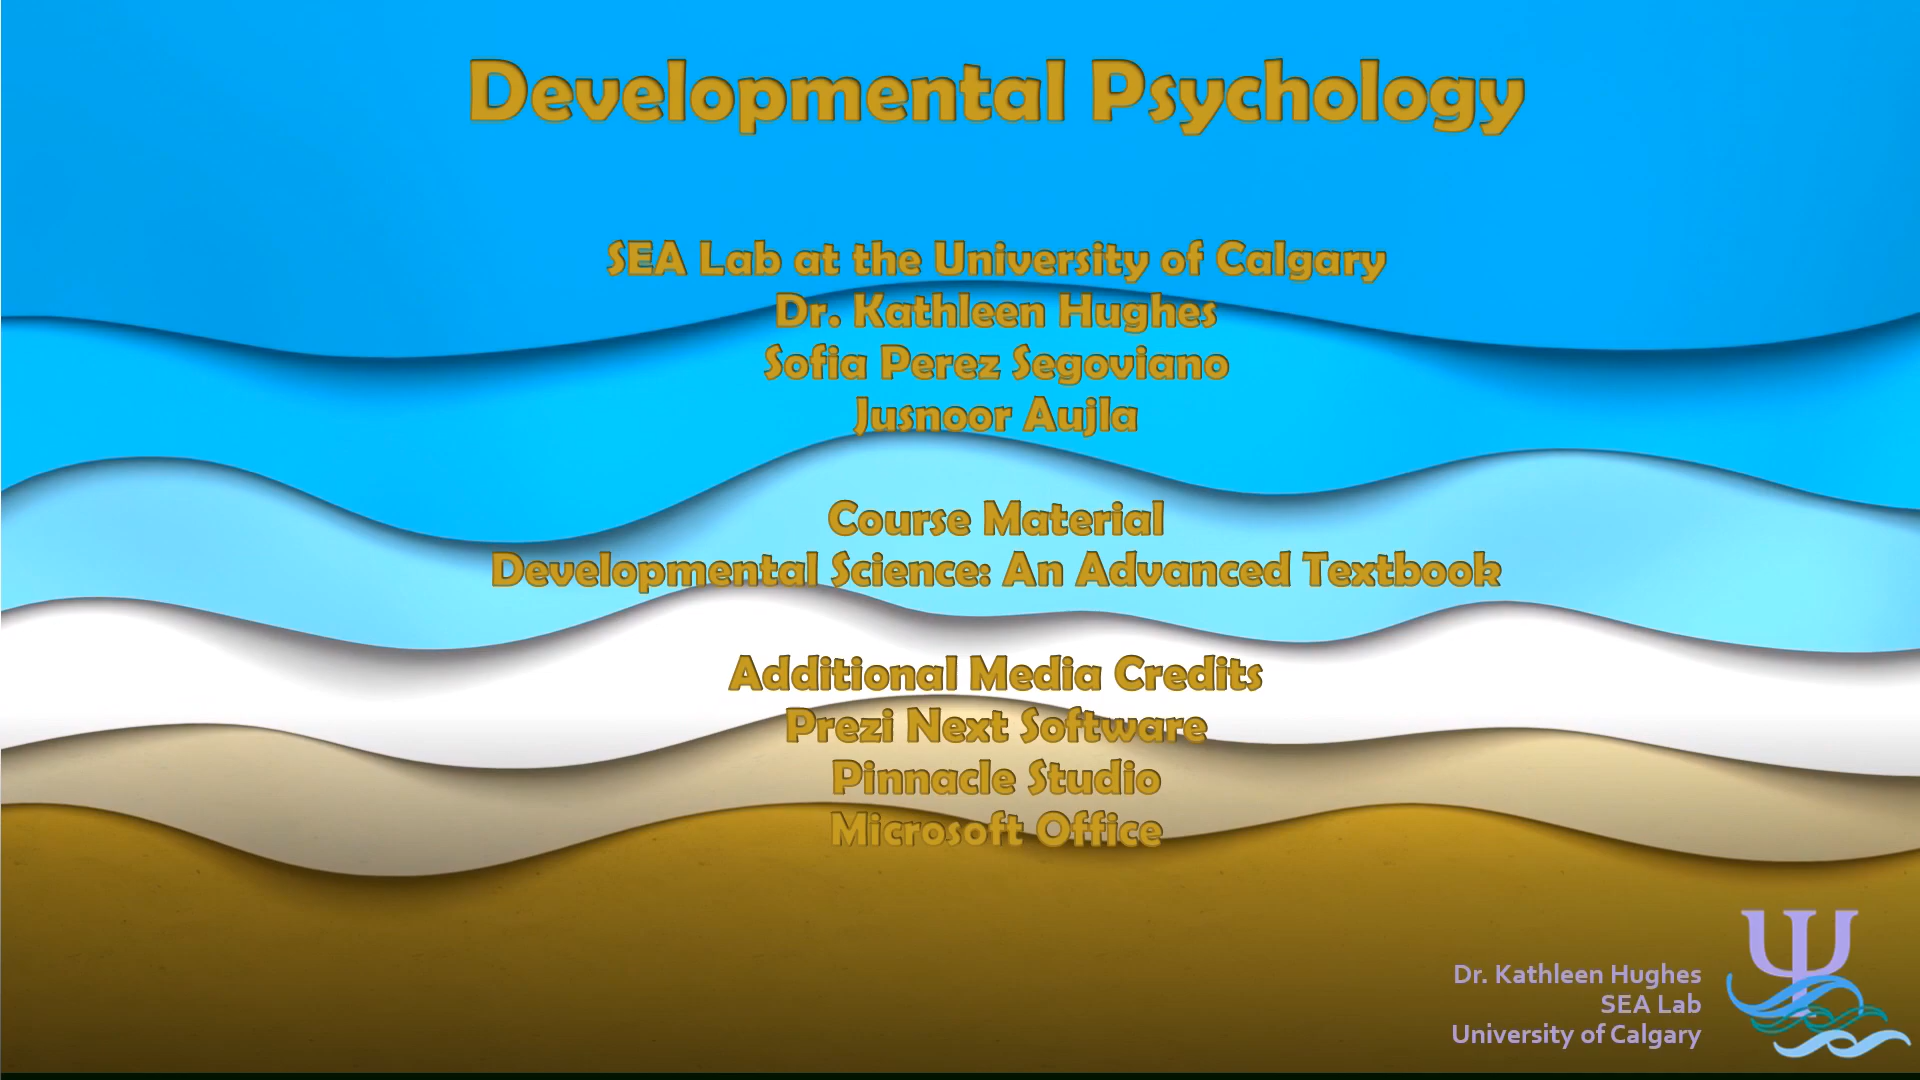 Developmental Psychology
SEA Lab at the University of Calgary
Dr. Kathleen Hughes
Sofia Perez Segoviano
Jusnoor Aujla
Course Material
Developmental Science: An Advanced Textbook
Additional Media Credits
Prezi Next Software
Pinnacle Studio
Microsoft Office
Dr. Kathleen Hughes
SEA Lab
University of Calgary